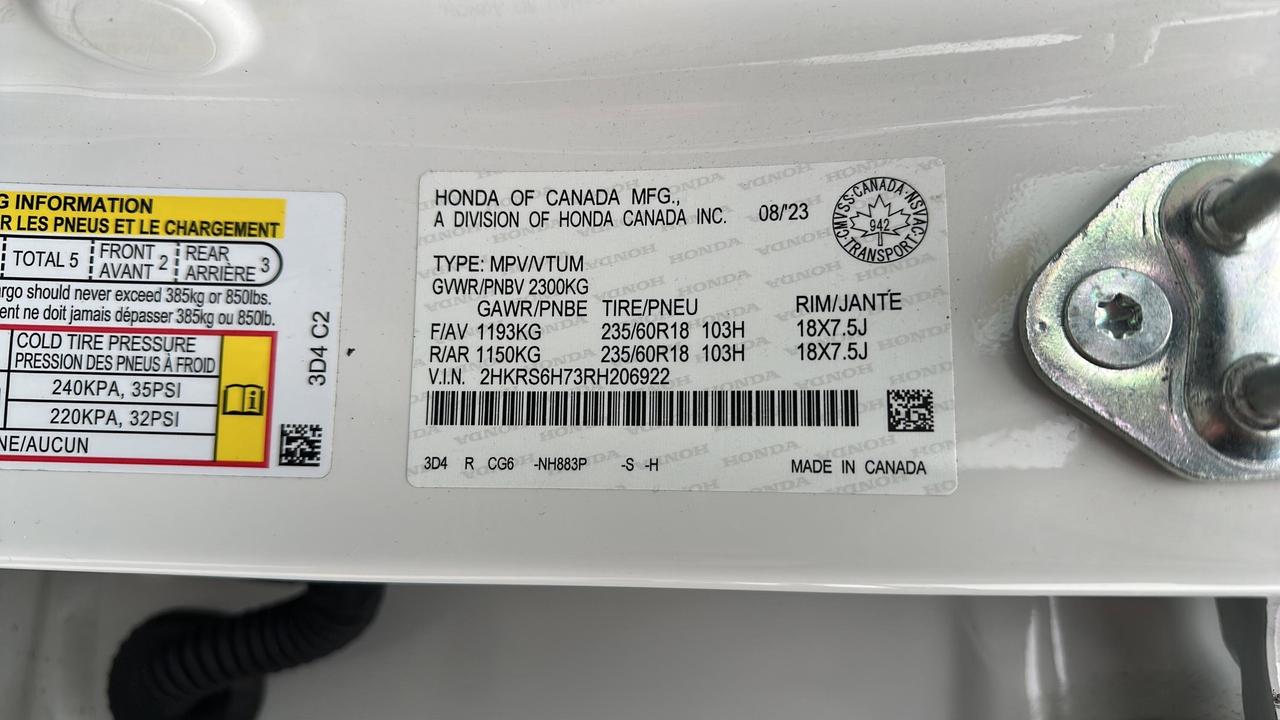 G INFORMATION
R LES PNEUS ET LE CHARGEMENT
TOTAL 5 FRONT AVANT 2 REAR ARRIÈRE 3
argo should never exceed 385kg or 850lbs.
ent ne doit jamais dépasser 385kg ou 850lb.
COLD TIRE PRESSURE
PRESSION DES PNEUS À FROID
240KPA, 35PSI
220KPA, 32PSI
NE/AUCUN
3D4 C2
HONDA OF CANADA MFG.,
A DIVISION OF HONDA CANADA INC. 08/'23
CMVSS·CANADA·NSVAC·TRANSPORT·
942
TYPE: MPV/VTUM
GVWR/PNBV 2300KG
GAWR/PNBE TIRE/PNEU RIM/JANTE
F/AV 1193KG 235/60R18 103H 18X7.5J
R/AR 1150KG 235/60R18 103H 18X7.5J
V.I.N. 2HKRS6H73RH206922
3D4 R CG6 -NH883P -S -H MADE IN CANADA